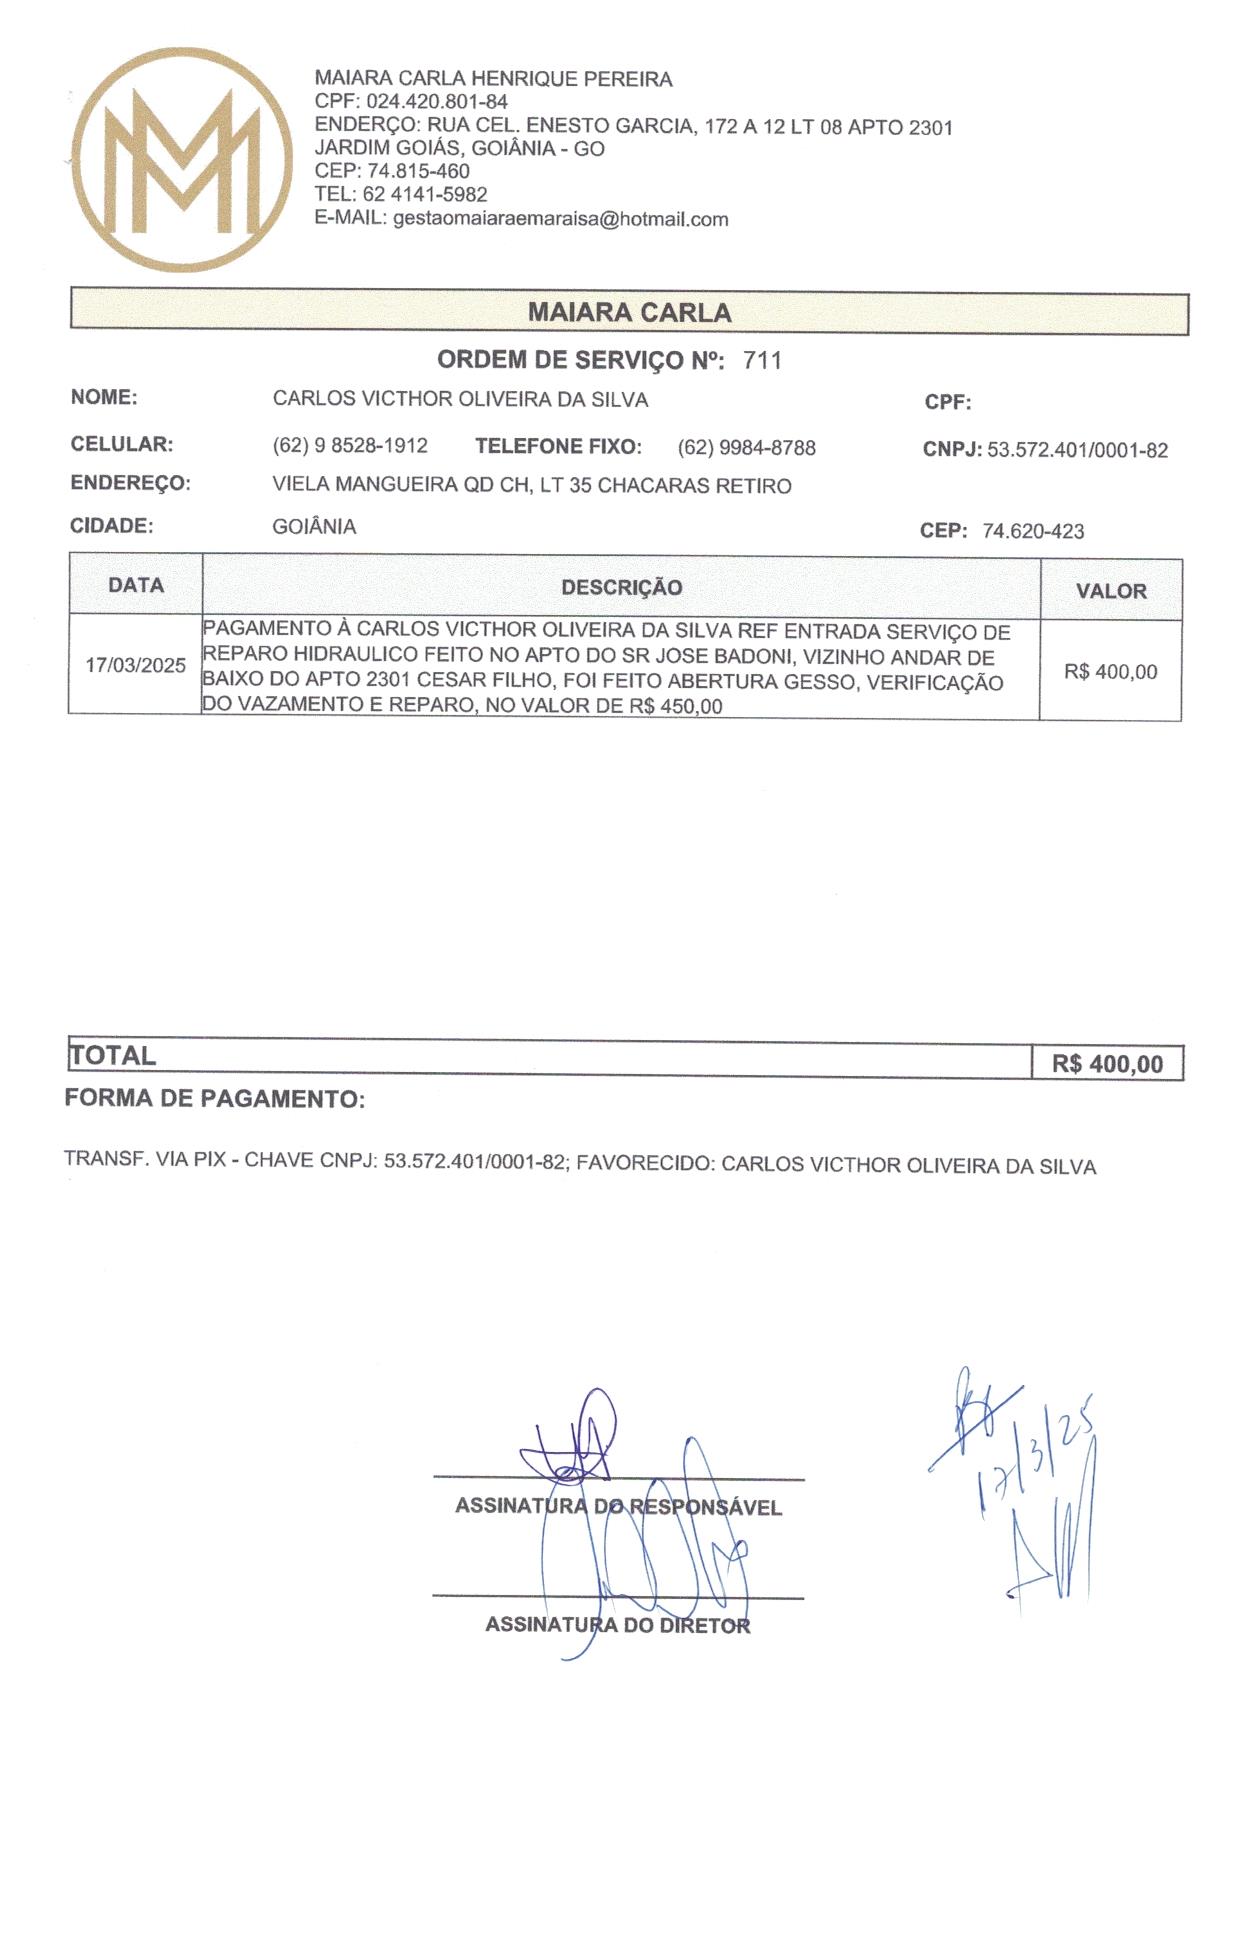 MAIARA CARLA HENRIQUE PEREIRA
CPF: 024.420.801-84
ENDERÇO: RUA CEL. ENESTO GARCIA, 172 A 12 LT 08 APTO 2301
JARDIM GOIÁS, GOIÂNIA - GO
CEP: 74.815-460
TEL: 62 4141-5982
E-MAIL: gestaomaiaraemaraisa@hotmail.com
MAIARA CARLA
ORDEM DE SERVIÇO Nº: 711
NOME: CARLOS VICTHOR OLIVEIRA DA SILVA CPF:
CELULAR: (62) 9 8528-1912 TELEFONE FIXO: (62) 9984-8788 CNPJ: 53.572.401/0001-82
ENDEREÇO: VIELA MANGUEIRA QD CH, LT 35 CHACARAS RETIRO
CIDADE: GOIÂNIA CEP: 74.620-423
DATA DESCRIÇÃO VALOR
PAGAMENTO À CARLOS VICTHOR OLIVEIRA DA SILVA REF ENTRADA SERVIÇO DE
REPARO HIDRAULICO FEITO NO APTO DO SR JOSE BADONI, VIZINHO ANDAR DE
17/03/2025 R$ 400,00
BAIXO DO APTO 2301 CESAR FILHO, FOI FEITO ABERTURA GESSO, VERIFICAÇÃO
DO VAZAMENTO E REPARO, NO VALOR DE R$ 450,00
TOTAL R$ 400,00
FORMA DE PAGAMENTO:
TRANSF. VIA PIX - CHAVE CNPJ: 53.572.401/0001-82; FAVORECIDO: CARLOS VICTHOR OLIVEIRA DA SILVA
17/3/25
ASSINATURA DO RESPONSÁVEL
ASSINATURA DO DIRETOR